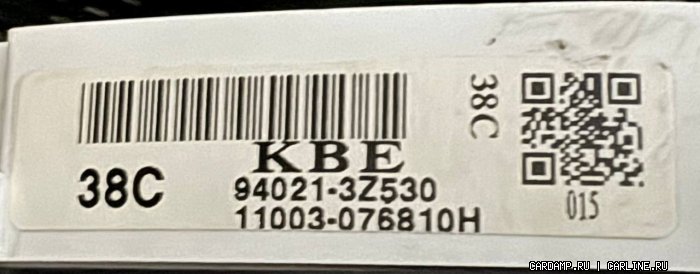 38C
KBE
38C
94021-3Z530
11003-076810H
015
CARDAMP.RU | CARLINE.RU